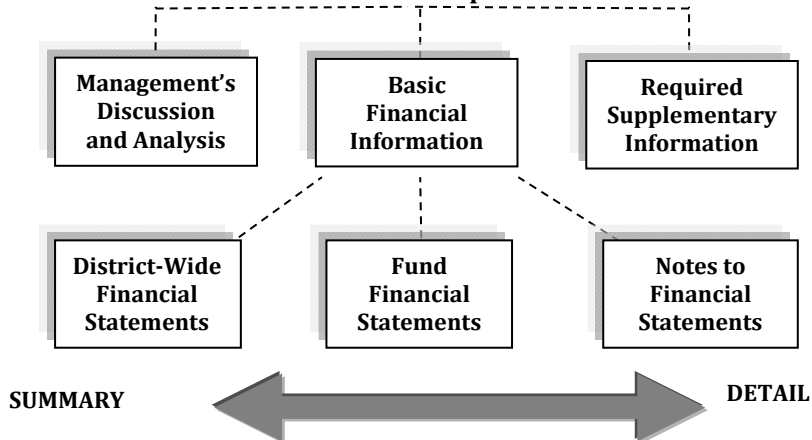 Management’s
Discussion
and Analysis
Basic
Financial
Information
Required
Supplementary
Information
District-Wide
Financial
Statements
Fund
Financial
Statements
Notes to
Financial
Statements
SUMMARY
DETAIL